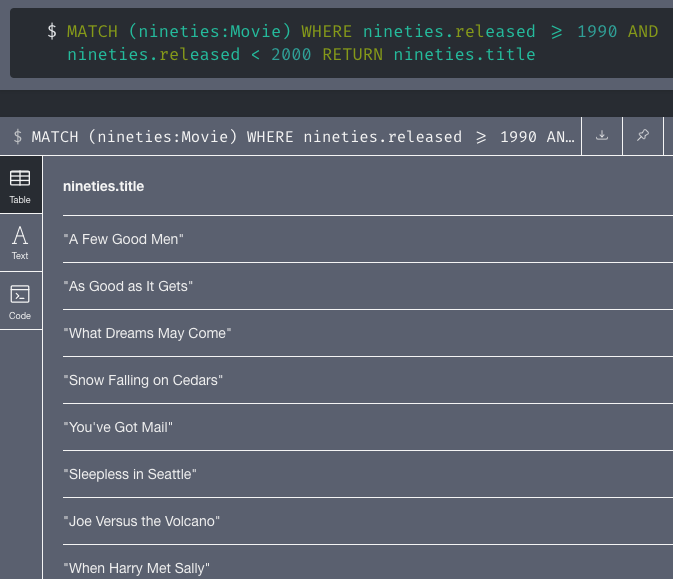 $ MATCH (nineties:Movie) WHERE nineties.released >= 1990 AND
nineties.released < 2000 RETURN nineties.title
$ MATCH (nineties:Movie) WHERE nineties.released >= 1990 AN…
Table
Text
Code
nineties.title
"A Few Good Men"
"As Good as It Gets"
"What Dreams May Come"
"Snow Falling on Cedars"
"You've Got Mail"
"Sleepless in Seattle"
"Joe Versus the Volcano"
"When Harry Met Sally"